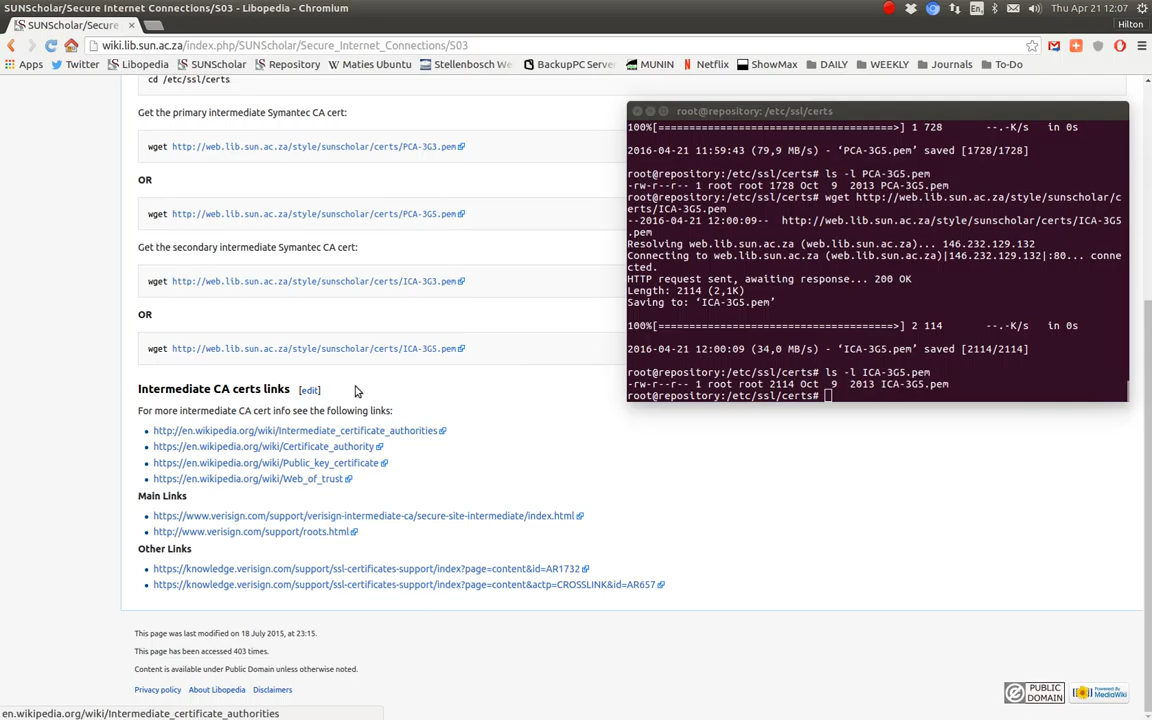 SUNScholar/Secure Internet Connections/S03 - Libopedia - Chromium
Thu Apr 21 12:07
En
SUNScholar/Secure
Hilton
wiki.lib.sun.ac.za/index.php/SUNScholar/Secure_Internet_Connections/S03
Apps Twitter Libopedia SUNScholar Repository Maties Ubuntu Stellenbosch We BackupPC Serve MUNIN Netflix ShowMax DAILY WEEKLY Journals To-Do
cd /etc/ssl/certs
Get the primary intermediate Symantec CA cert:
wget http://web.lib.sun.ac.za/style/sunscholar/certs/PCA-3G3.pem
OR
wget http://web.lib.sun.ac.za/style/sunscholar/certs/PCA-3G5.pem
Get the secondary intermediate Symantec CA cert:
wget http://web.lib.sun.ac.za/style/sunscholar/certs/ICA-3G3.pem
OR
wget http://web.lib.sun.ac.za/style/sunscholar/certs/ICA-3G5.pem
Intermediate CA certs links [edit]
For more intermediate CA cert info see the following links:
http://en.wikipedia.org/wiki/Intermediate_certificate_authorities
https://en.wikipedia.org/wiki/Certificate_authority
https://en.wikipedia.org/wiki/Public_key_certificate
https://en.wikipedia.org/wiki/Web_of_trust
Main Links
https://www.verisign.com/support/verisign-intermediate-ca/secure-site-intermediate/index.html
http://www.verisign.com/support/roots.html
Other Links
https://knowledge.verisign.com/support/ssl-certificates-support/index?page=content&id=AR1732
https://knowledge.verisign.com/support/ssl-certificates-support/index?page=content&actp=CROSSLINK&id=AR657
This page was last modified on 18 July 2015, at 23:15.
This page has been accessed 403 times.
Content is available under Public Domain unless otherwise noted.
Privacy policy About Libopedia Disclaimers
PUBLIC
DOMAIN
Powered By
MediaWiki
en.wikipedia.org/wiki/Intermediate_certificate_authorities
root@repository: /etc/ssl/certs
100%[======================================>] 1 728 --.-K/s in 0s
2016-04-21 11:59:43 (79,9 MB/s) - ‘PCA-3G5.pem’ saved [1728/1728]
root@repository:/etc/ssl/certs# ls -l PCA-3G5.pem
-rw-r--r-- 1 root root 1728 Oct 9 2013 PCA-3G5.pem
root@repository:/etc/ssl/certs# wget http://web.lib.sun.ac.za/style/sunscholar/c
erts/ICA-3G5.pem
--2016-04-21 12:00:09-- http://web.lib.sun.ac.za/style/sunscholar/certs/ICA-3G5
.pem
Resolving web.lib.sun.ac.za (web.lib.sun.ac.za)... 146.232.129.132
Connecting to web.lib.sun.ac.za (web.lib.sun.ac.za)|146.232.129.132|:80... conne
cted.
HTTP request sent, awaiting response... 200 OK
Length: 2114 (2,1K)
Saving to: ‘ICA-3G5.pem’
100%[======================================>] 2 114 --.-K/s in 0s
2016-04-21 12:00:09 (34,0 MB/s) - ‘ICA-3G5.pem’ saved [2114/2114]
root@repository:/etc/ssl/certs# ls -l ICA-3G5.pem
-rw-r--r-- 1 root root 2114 Oct 9 2013 ICA-3G5.pem
root@repository:/etc/ssl/certs#